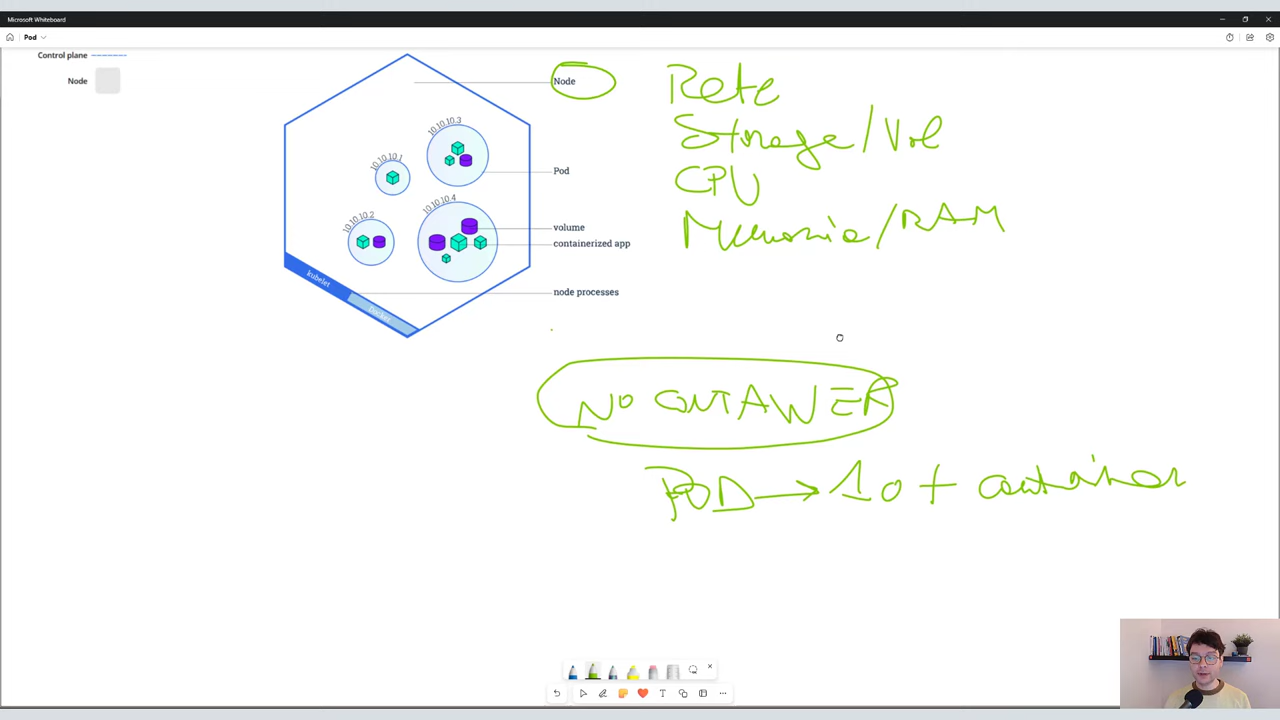 Microsoft Whiteboard
Pod
Control plane
Node
Node
Pod
volume
containerized app
node processes
10.10.10.1
10.10.10.2
10.10.10.3
10.10.10.4
kubelet
Docker
Rete
Storage/Vol
CPU
Memoria/RAM
NO CONTAINER
POD → 1 o + container
T